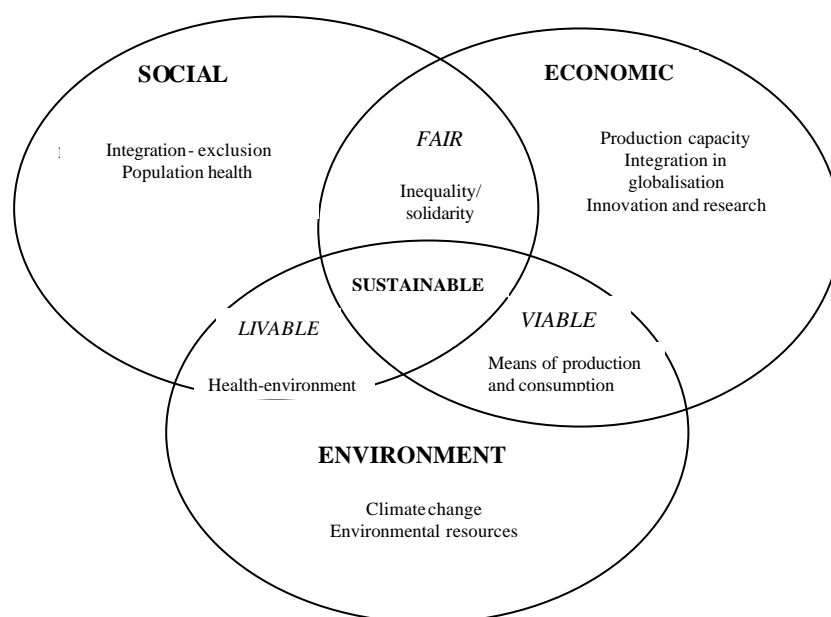 SOCIAL
Integration - exclusion
Population health
ECONOMIC
Production capacity
Integration in
globalisation
Innovation and research
FAIR
Inequality/
solidarity
SUSTAINABLE
LIVABLE
Health-environment
VIABLE
Means of production
and consumption
ENVIRONMENT
Climate change
Environmental resources